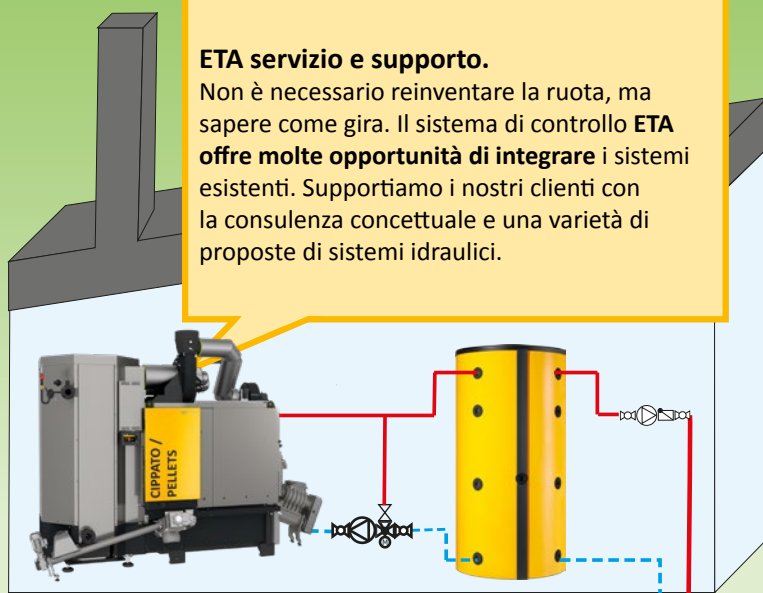 ETA servizio e supporto.
Non è necessario reinventare la ruota, ma
sapere come gira. Il sistema di controllo ETA
offre molte opportunità di integrare i sistemi
esistenti. Supportiamo i nostri clienti con
la consulenza concettuale e una varietà di
proposte di sistemi idraulici.
CIPPATO /
PELLETS
M